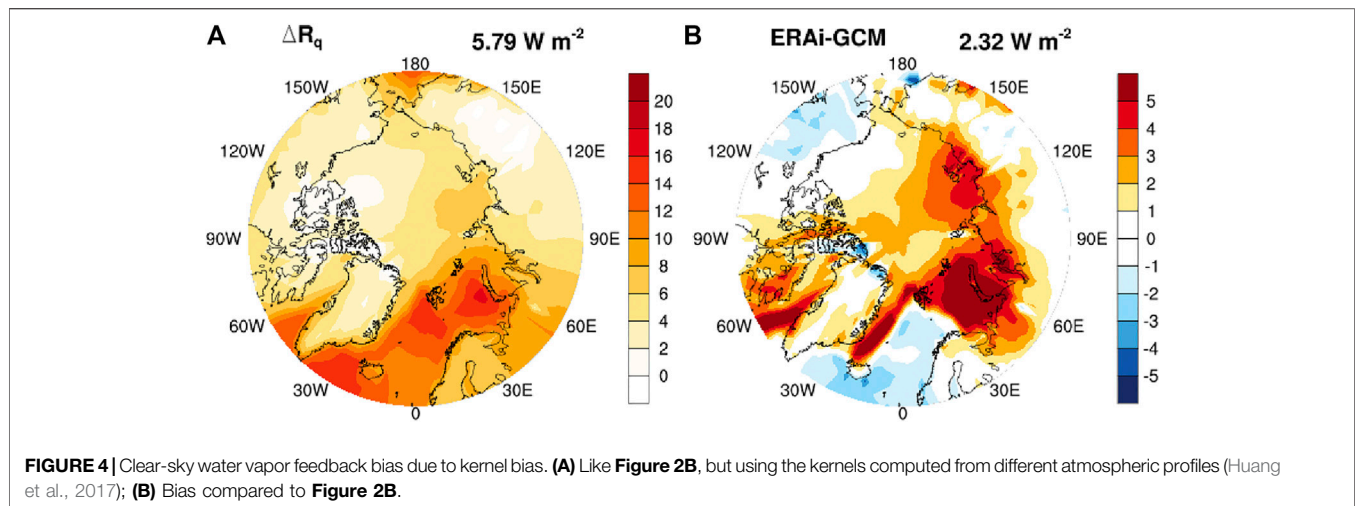 A ΔRq 5.79 W m-2
B ERAi-GCM 2.32 W m-2
180
150W 150E
120W 120E
90W 90E
60W 60E
30W 30E
0
20
18
16
14
12
10
8
6
4
2
0
180
150W 150E
120W 120E
90W 90E
60W 60E
30W 30E
0
5
4
3
2
1
0
-1
-2
-3
-4
-5
FIGURE 4 | Clear-sky water vapor feedback bias due to kernel bias. (A) Like Figure 2B, but using the kernels computed from different atmospheric profiles (Huang
et al., 2017); (B) Bias compared to Figure 2B.